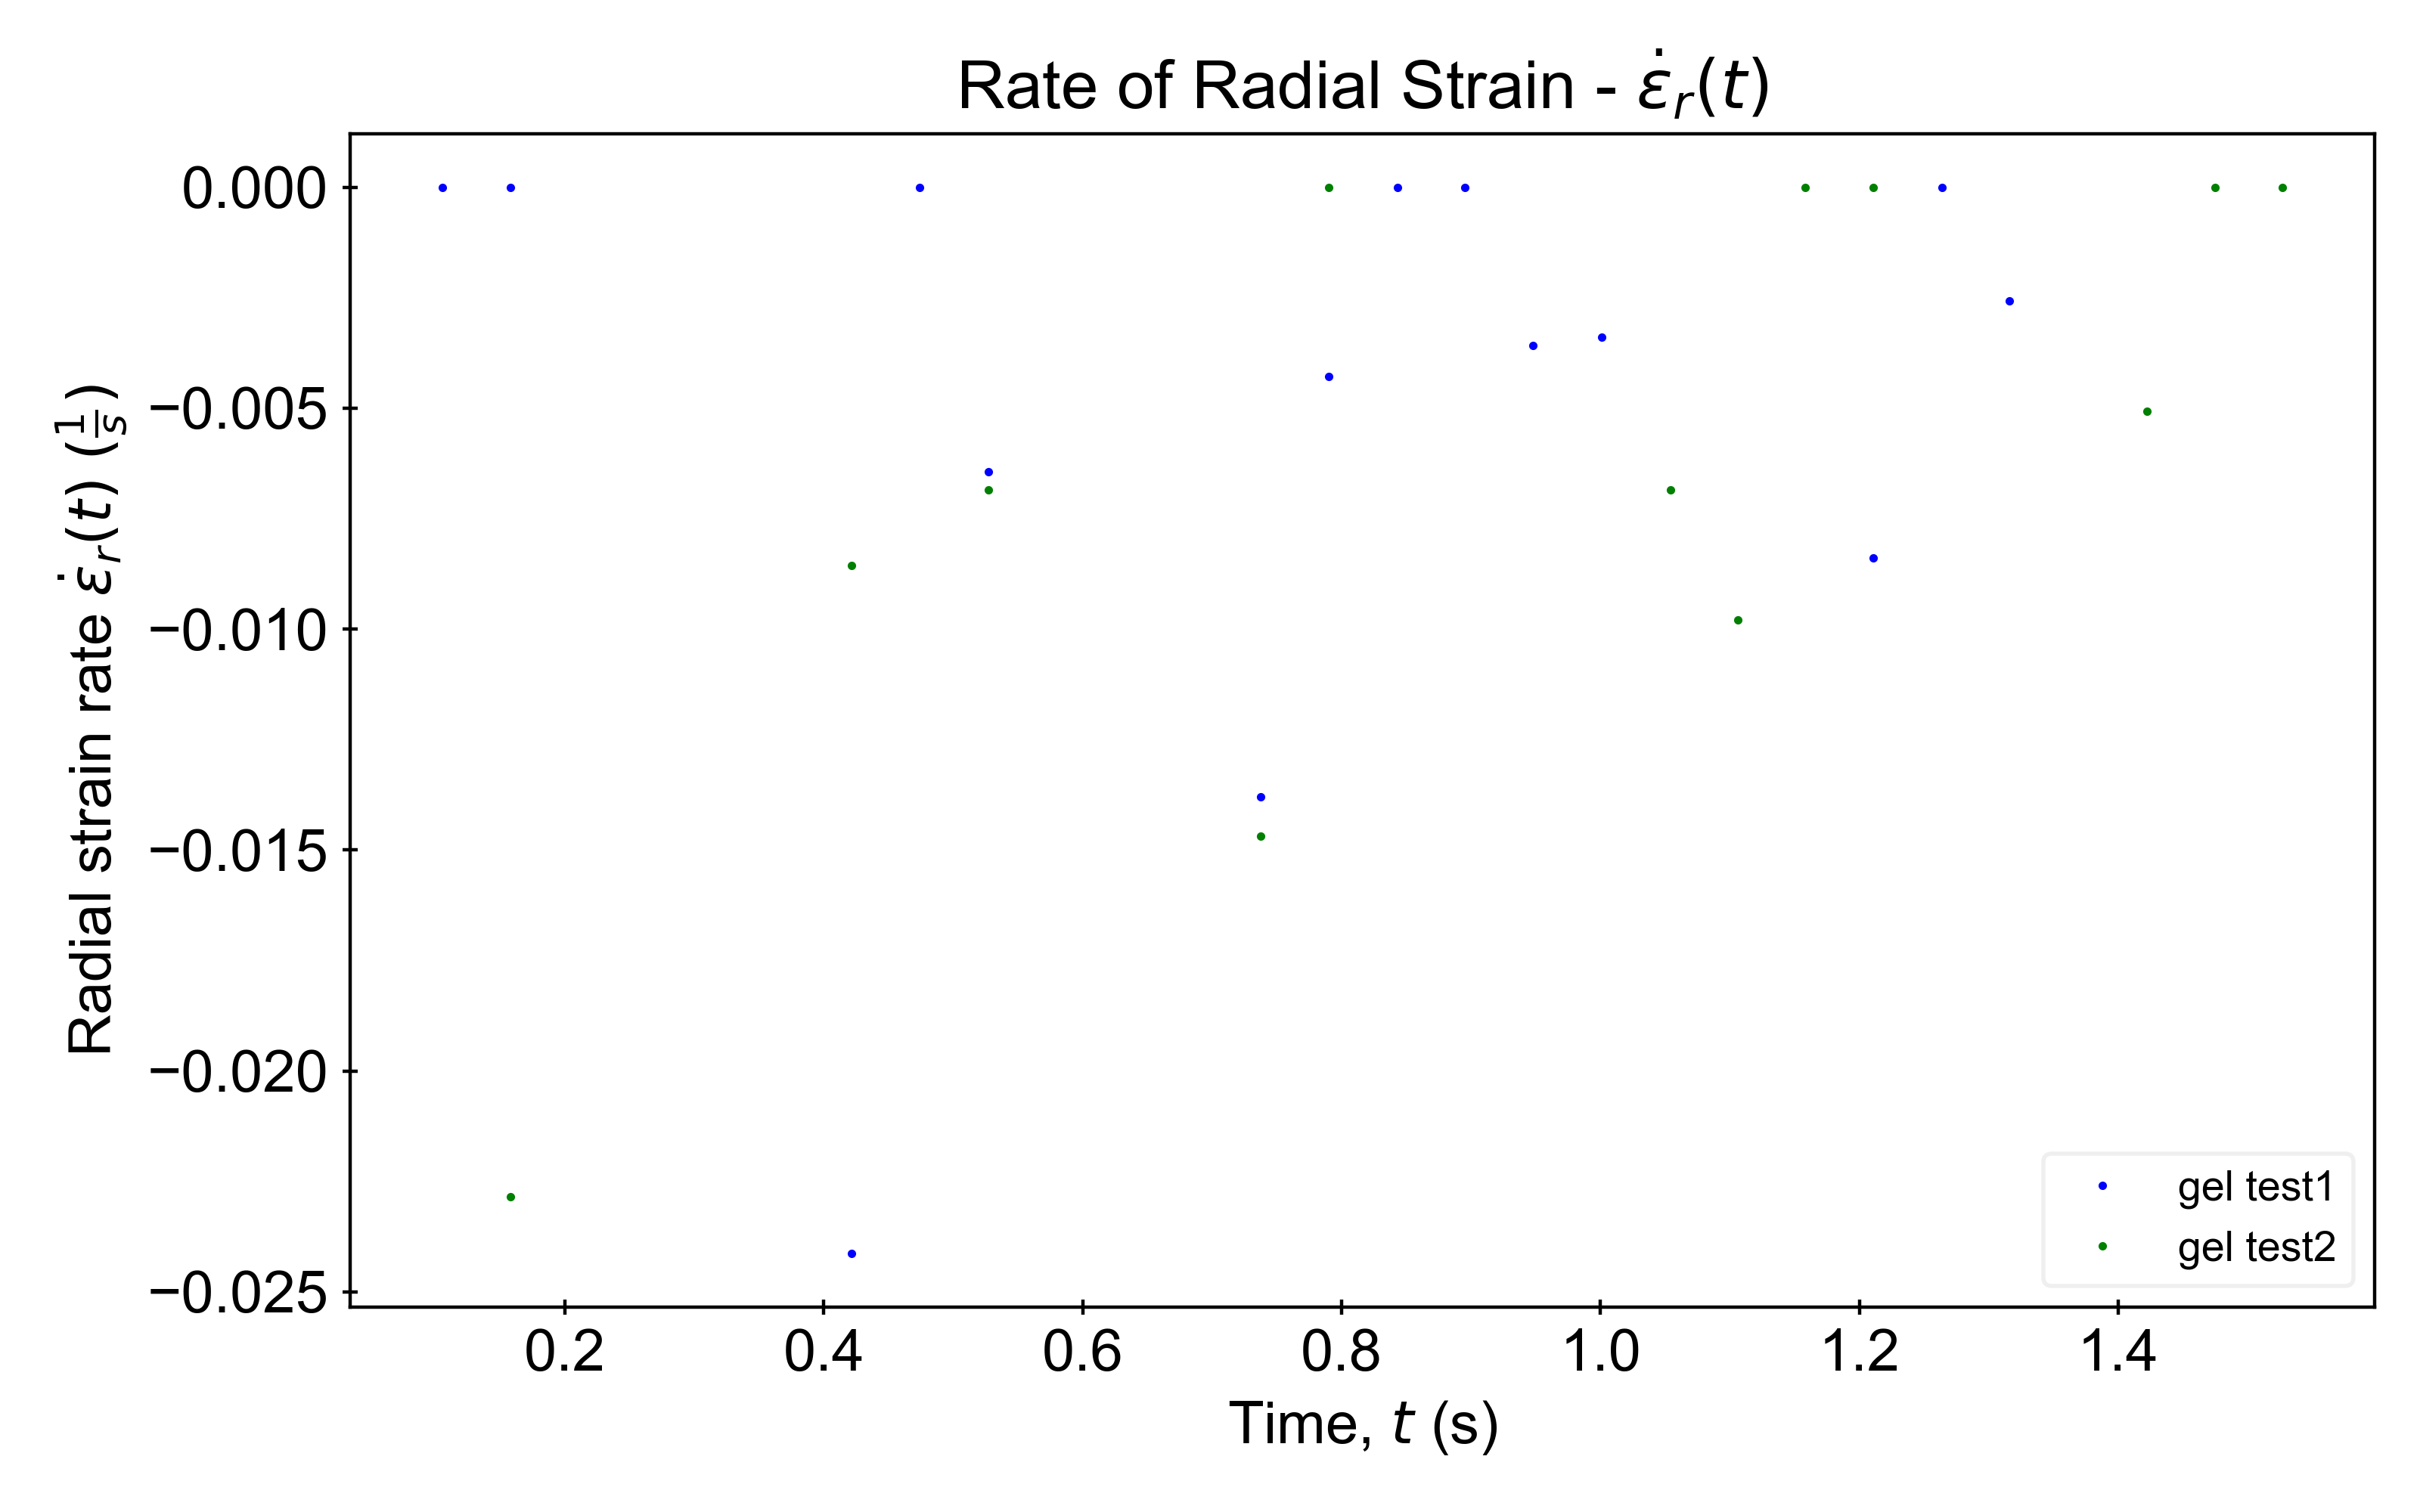 Rate of Radial Strain - ε̇ᵣ(t)
Radial strain rate ε̇ᵣ(t) (1/s)
0.000
−0.005
−0.010
−0.015
−0.020
−0.025
0.2 0.4 0.6 0.8 1.0 1.2 1.4
Time, t (s)
gel test1
gel test2